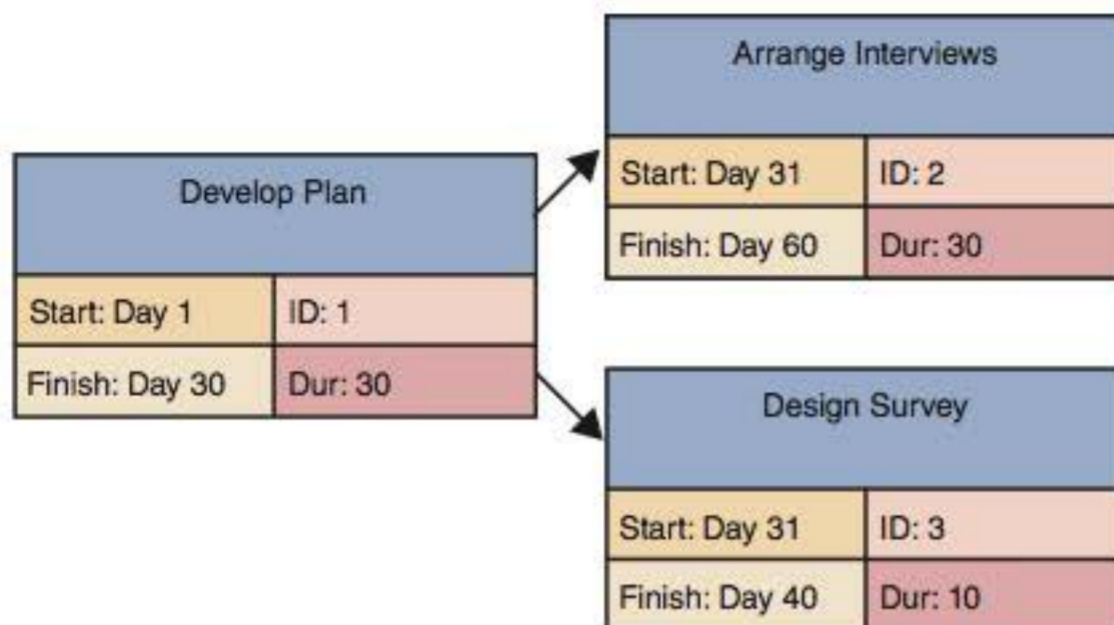 Develop Plan
Start: Day 1 ID: 1
Finish: Day 30 Dur: 30
Arrange Interviews
Start: Day 31 ID: 2
Finish: Day 60 Dur: 30
Design Survey
Start: Day 31 ID: 3
Finish: Day 40 Dur: 10